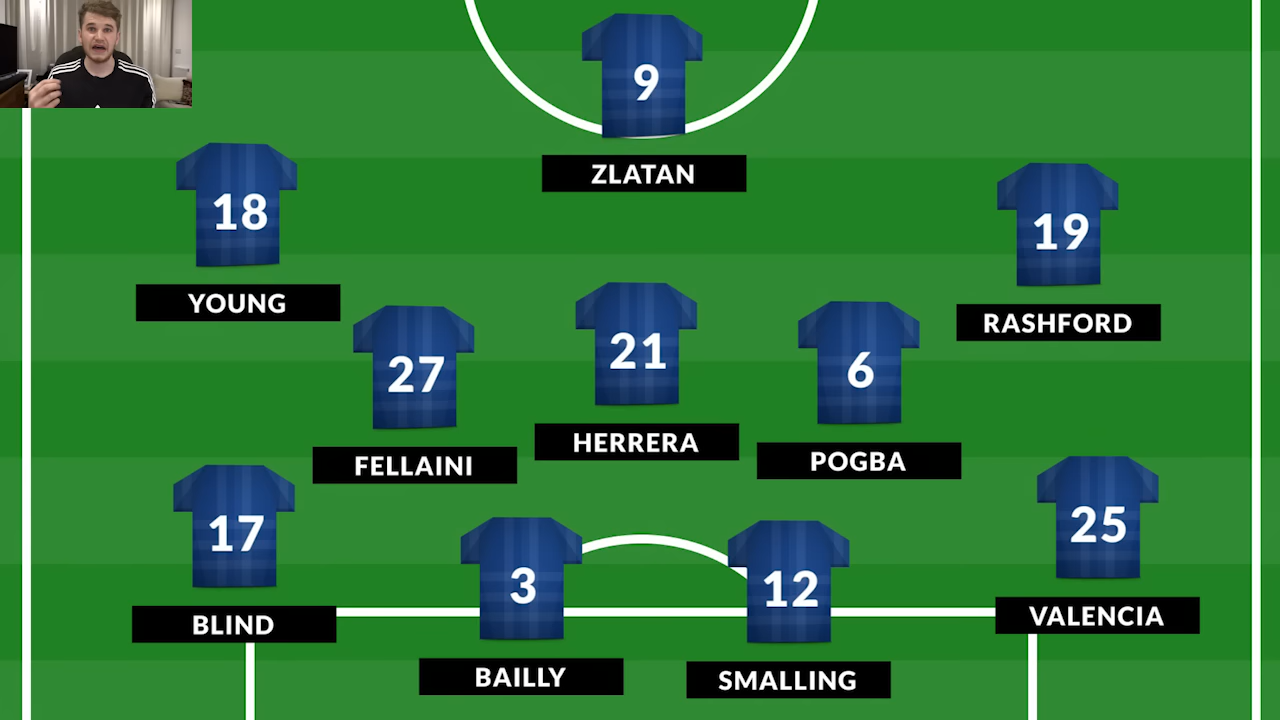 9
ZLATAN
18
YOUNG
19
RASHFORD
27
FELLAINI
21
HERRERA
6
POGBA
17
BLIND
3
BAILLY
12
SMALLING
25
VALENCIA